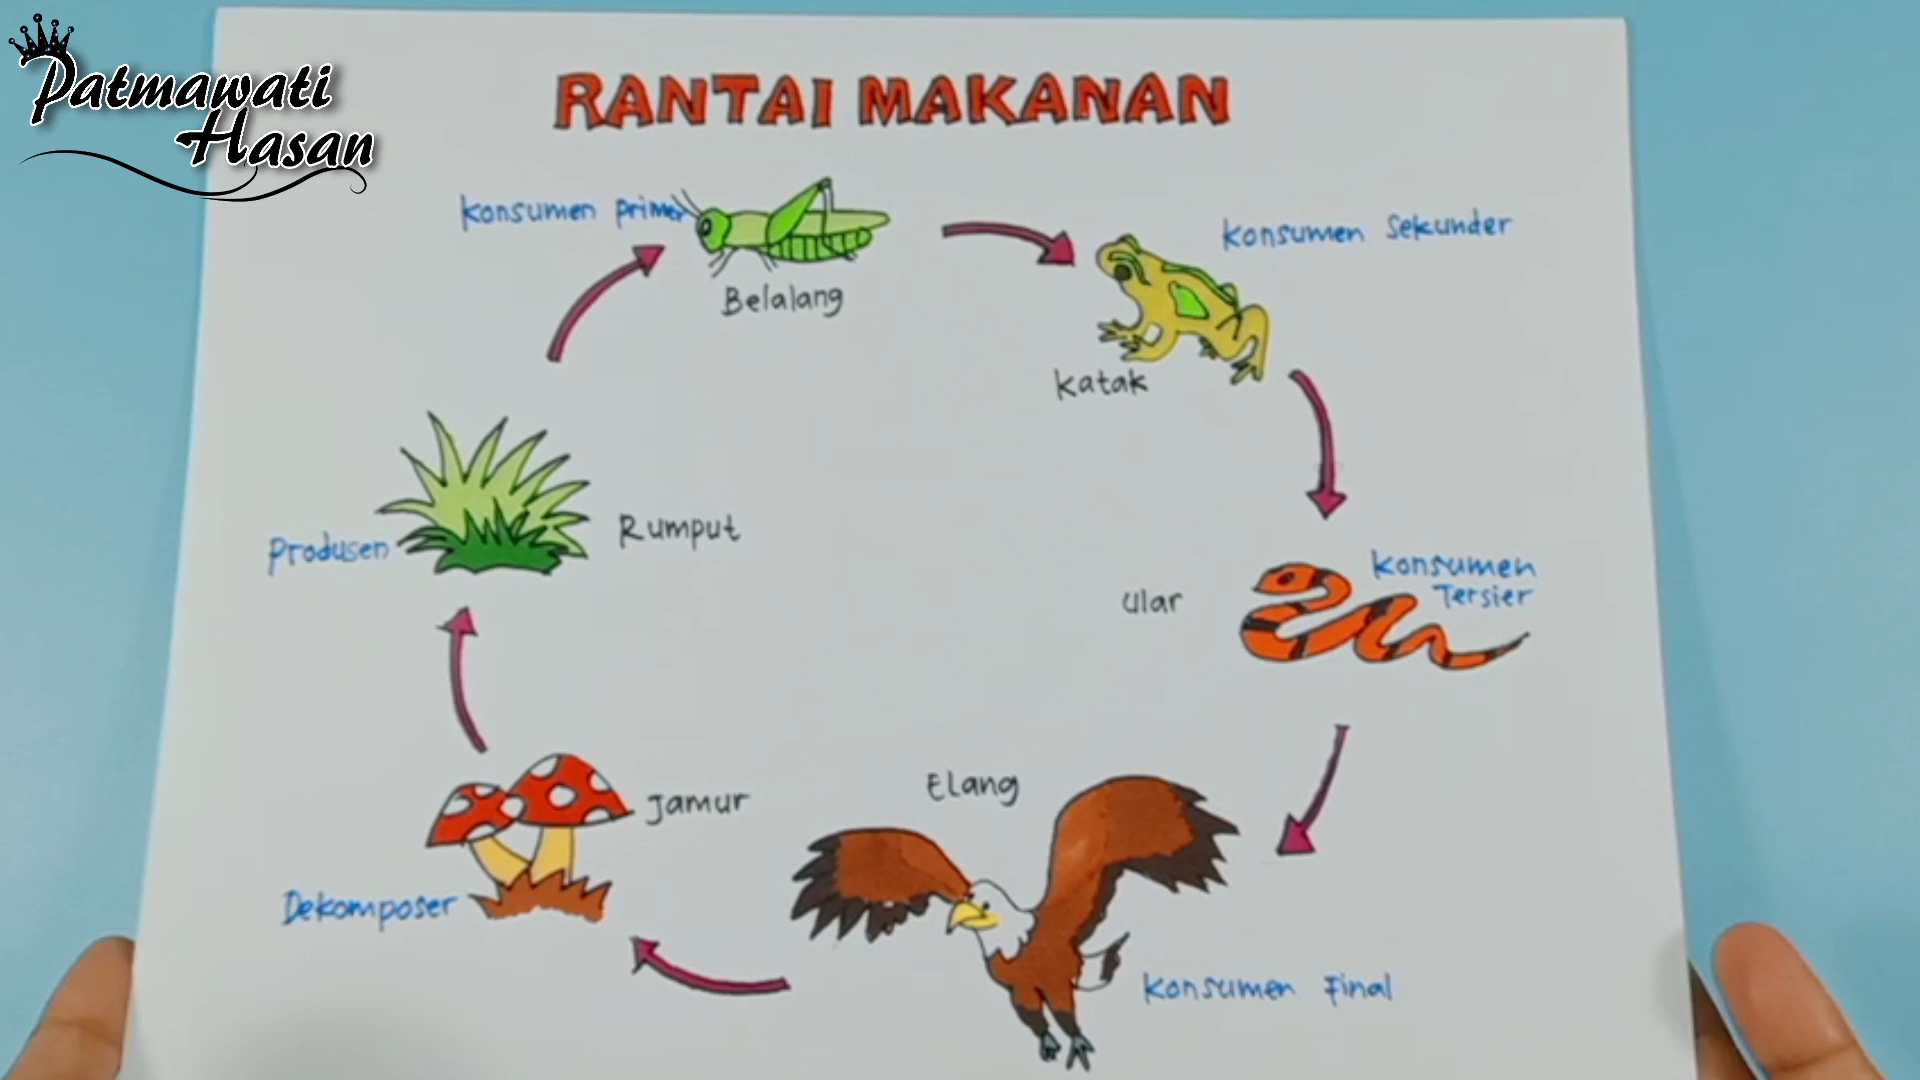 Patmawati
Hasan
RANTAI MAKANAN
Konsumen primer
Belalang
Konsumen Sekunder
Katak
Produsen
Rumput
Ular
Konsumen
Tersier
Elang
Jamur
Dekomposer
Konsumen Final